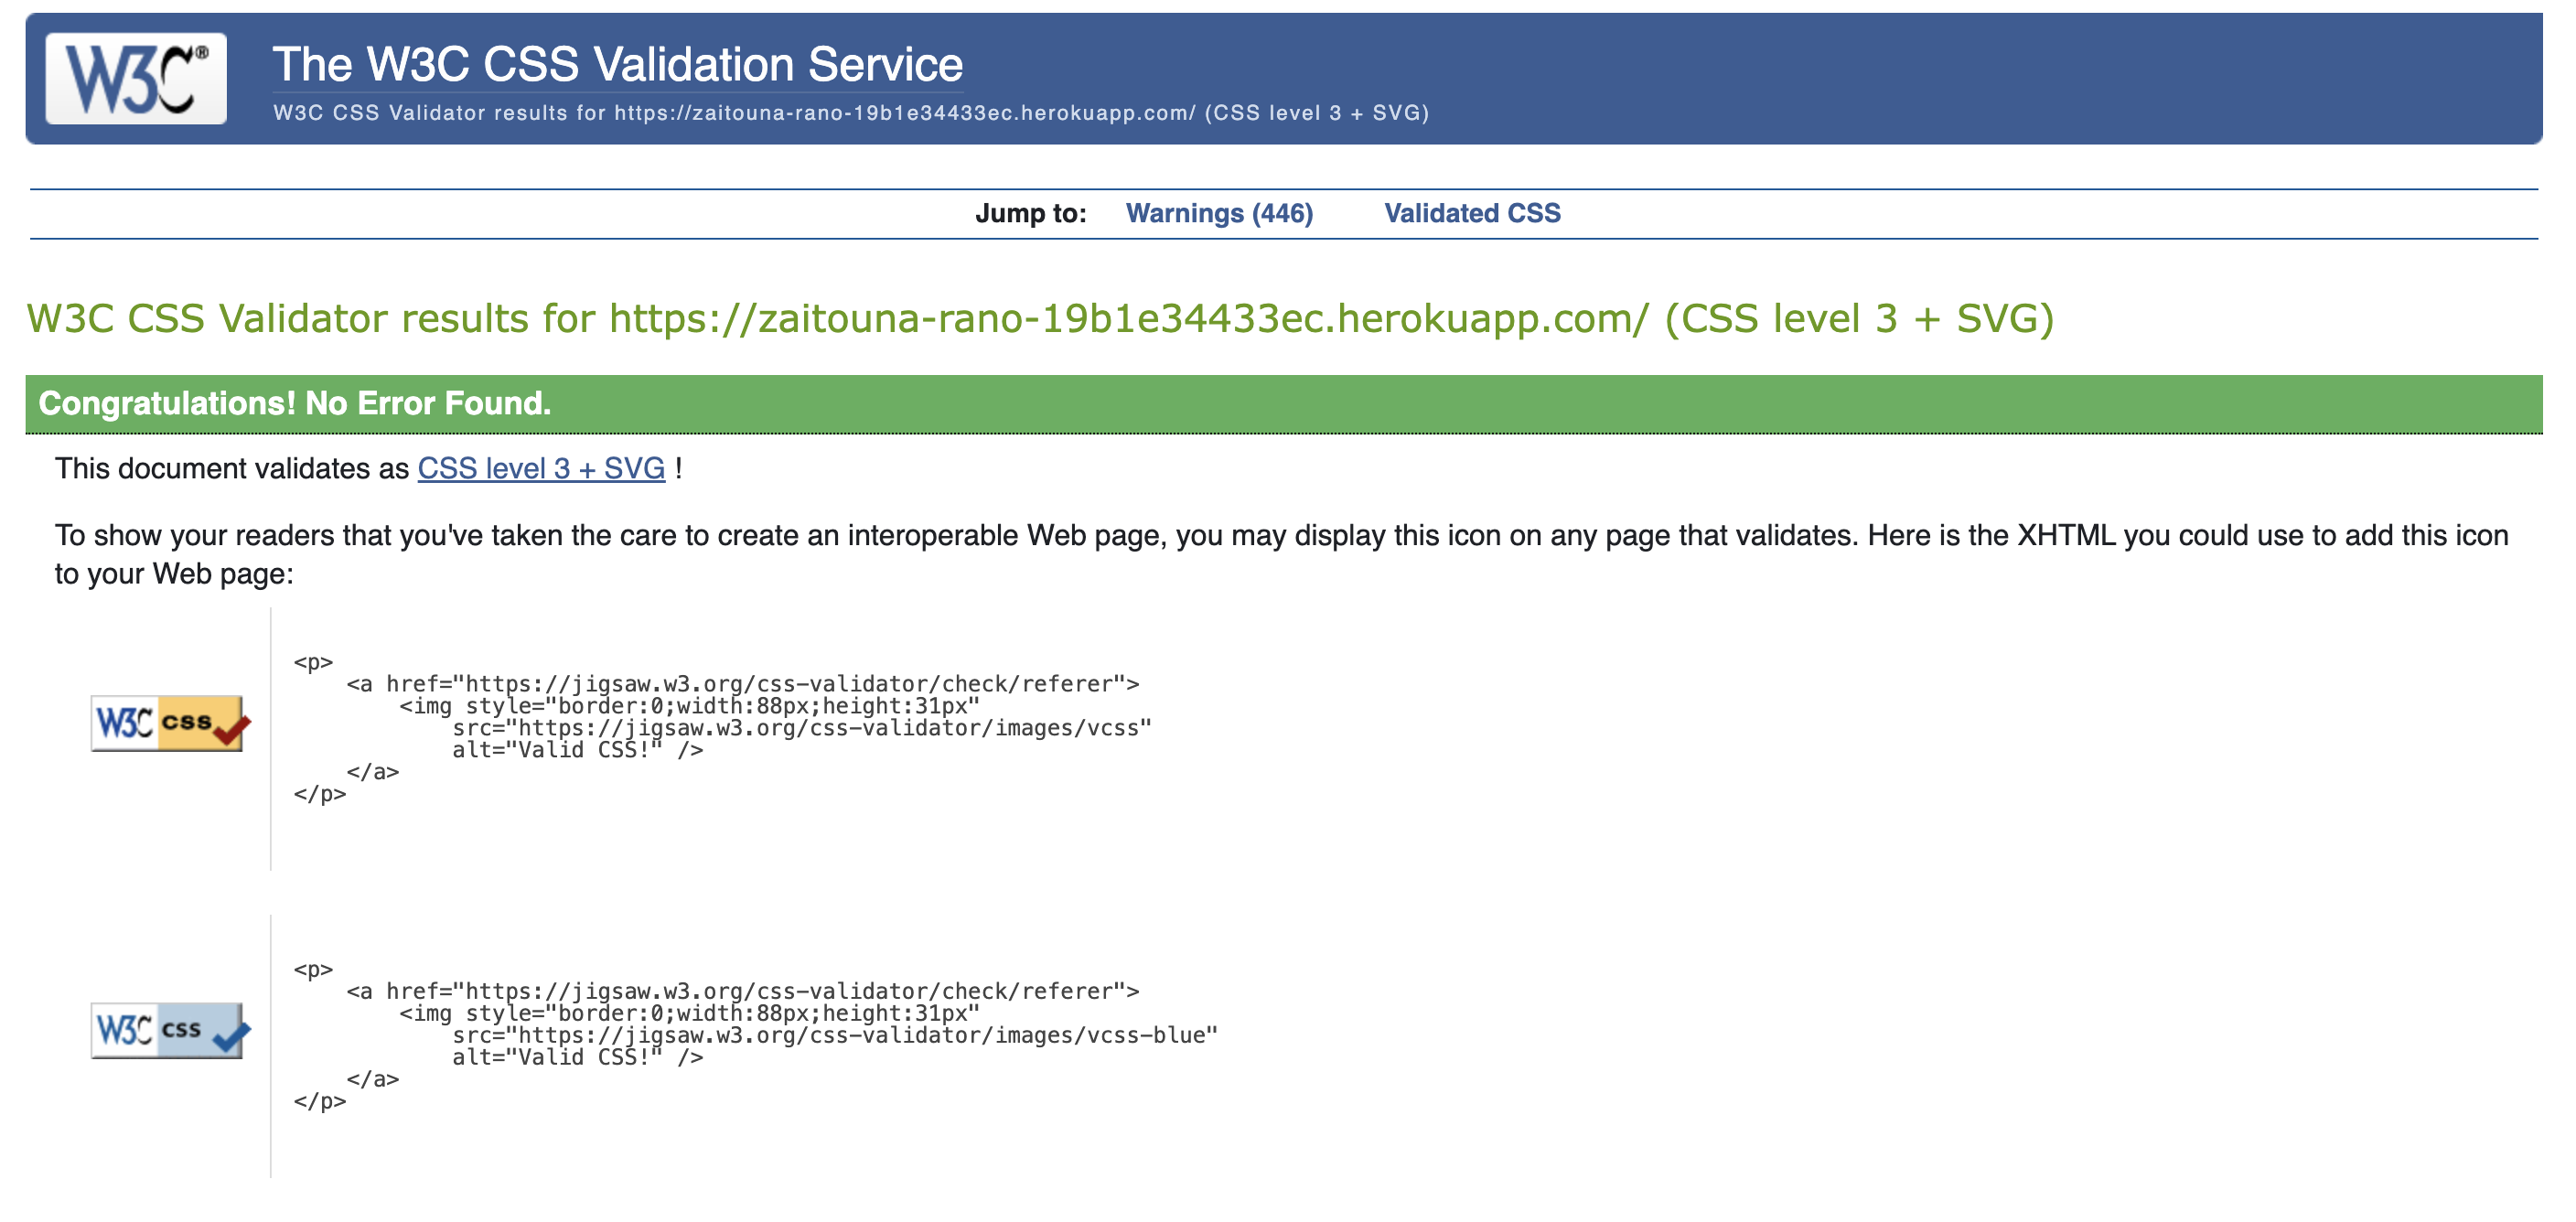 W3C®
The W3C CSS Validation Service
W3C CSS Validator results for https://zaitouna-rano-19b1e34433ec.herokuapp.com/ (CSS level 3 + SVG)
Jump to: Warnings (446) Validated CSS
W3C CSS Validator results for https://zaitouna-rano-19b1e34433ec.herokuapp.com/ (CSS level 3 + SVG)
Congratulations! No Error Found.
This document validates as CSS level 3 + SVG !
To show your readers that you've taken the care to create an interoperable Web page, you may display this icon on any page that validates. Here is the XHTML you could use to add this icon
to your Web page:
W3C css
<p>
    <a href="https://jigsaw.w3.org/css-validator/check/referer">
        <img style="border:0;width:88px;height:31px"
            src="https://jigsaw.w3.org/css-validator/images/vcss"
            alt="Valid CSS!" />
    </a>
</p>
W3C css
<p>
    <a href="https://jigsaw.w3.org/css-validator/check/referer">
        <img style="border:0;width:88px;height:31px"
            src="https://jigsaw.w3.org/css-validator/images/vcss-blue"
            alt="Valid CSS!" />
    </a>
</p>